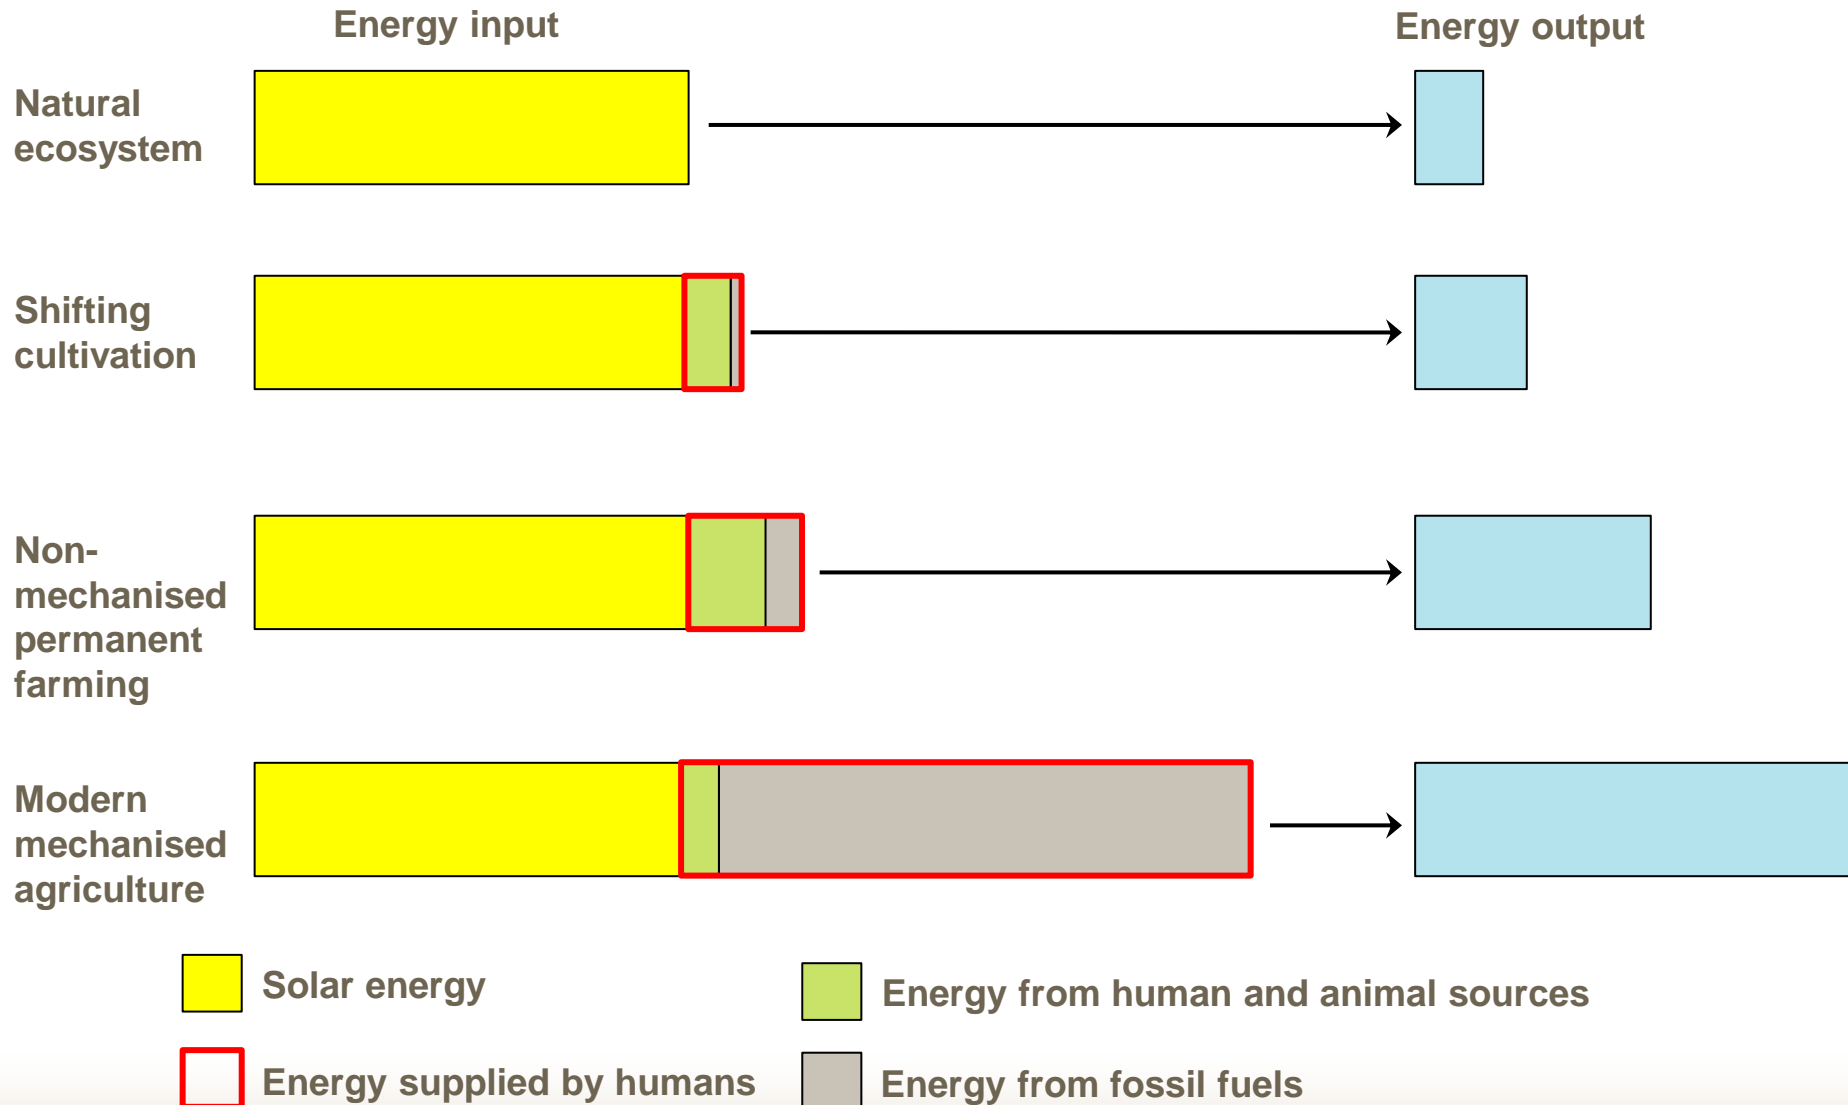 Energy input
Energy output
Natural
ecosystem
Shifting
cultivation
Non-
mechanised
permanent
farming
Modern
mechanised
agriculture
Solar energy
Energy from human and animal sources
Energy supplied by humans
Energy from fossil fuels